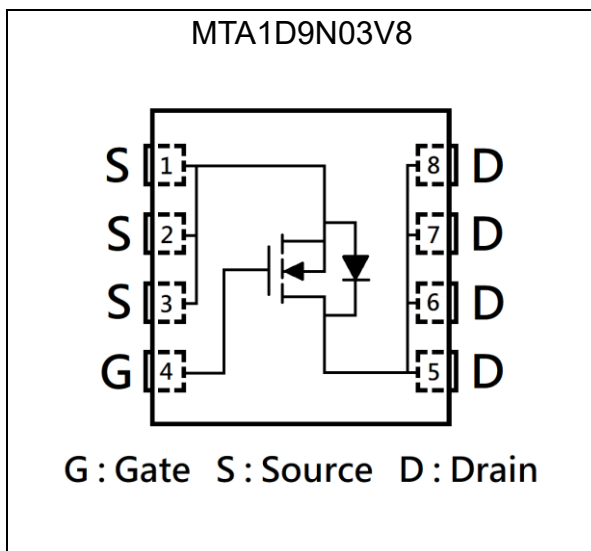 MTA1D9N03V8
S 1 8 D
S 2 7 D
S 3 6 D
G 4 5 D
G : Gate S : Source D : Drain